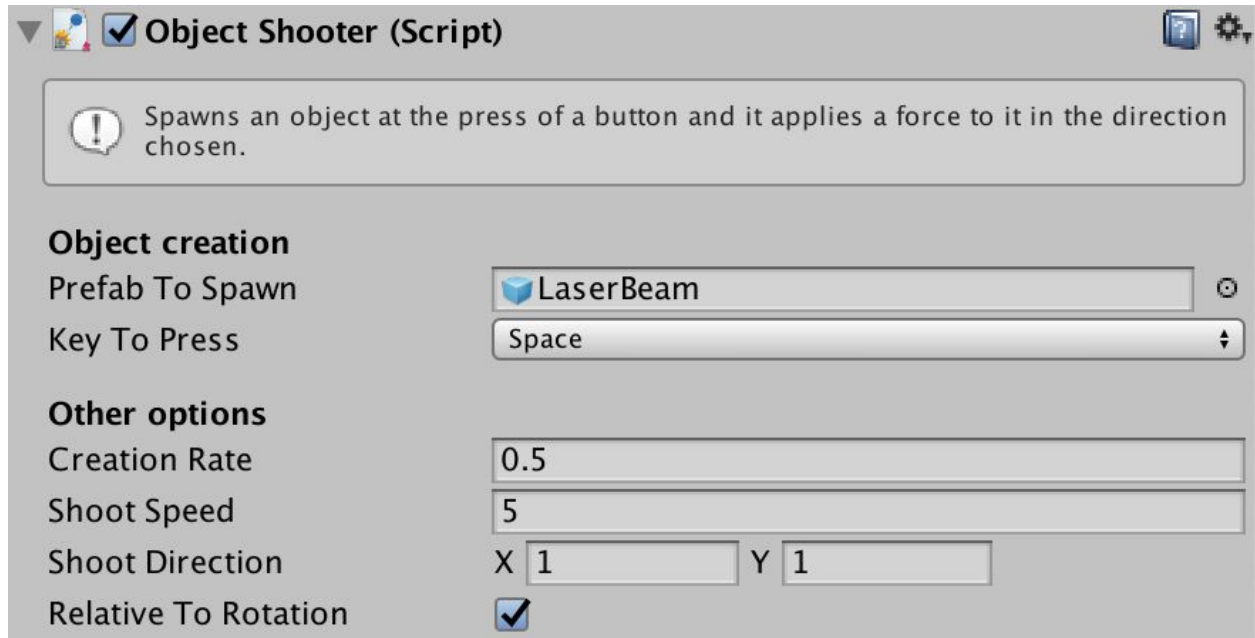 Object Shooter (Script)
Spawns an object at the press of a button and it applies a force to it in the direction
chosen.
Object creation
Prefab To Spawn LaserBeam
Key To Press Space
Other options
Creation Rate 0.5
Shoot Speed 5
Shoot Direction X 1 Y 1
Relative To Rotation